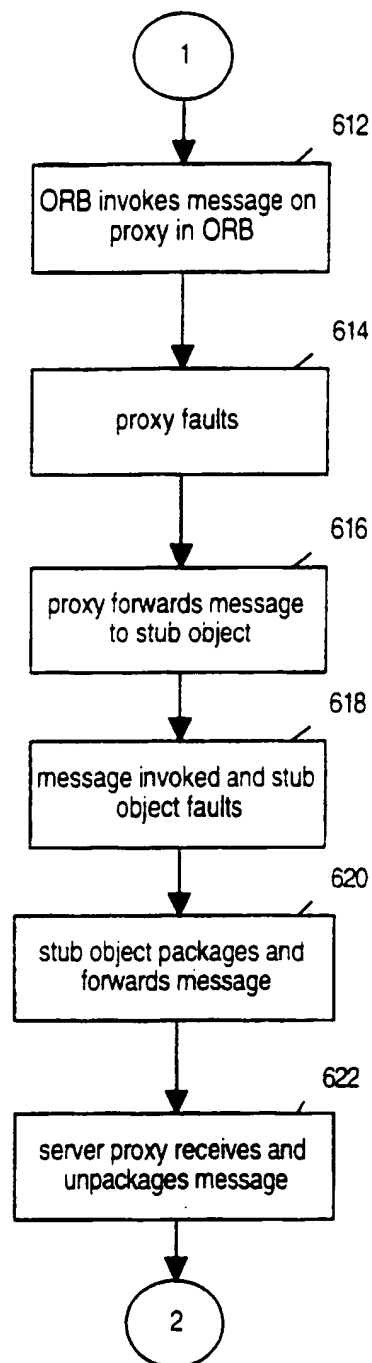 1
612
ORB invokes message on
proxy in ORB
614
proxy faults
616
proxy forwards message
to stub object
618
message invoked and stub
object faults
620
stub object packages and
forwards message
622
server proxy receives and
unpackages message
2